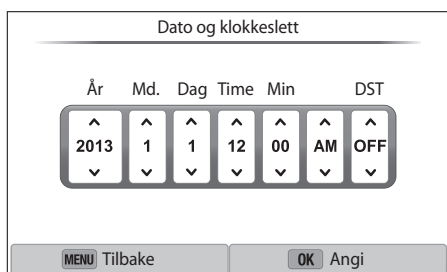 Dato og klokkeslett
År Md. Dag Time Min DST
2013 1 1 12 00 AM OFF
MENU Tilbake OK Angi